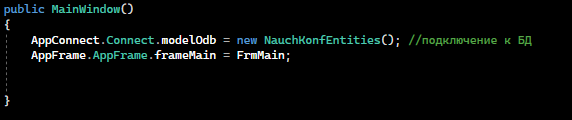 public MainWindow()
{
AppConnect.Connect.modelOdb = new NauchKonfEntities(); //подключение к БД
AppFrame.AppFrame.frameMain = FrmMain;
}